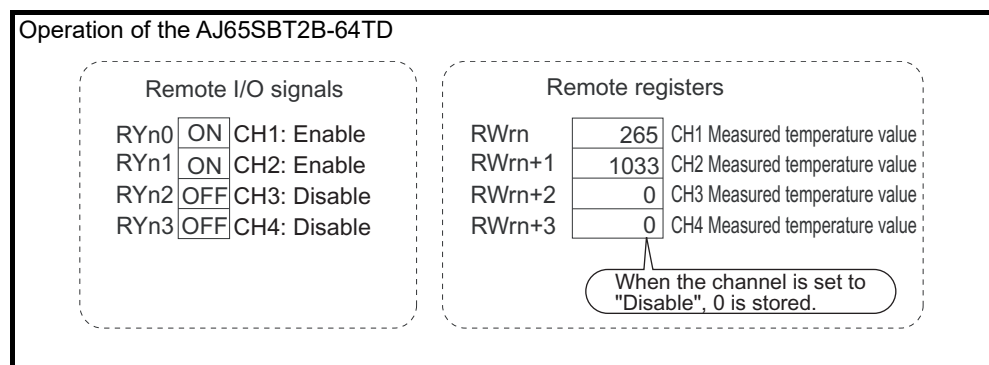 Operation of the AJ65SBT2B-64TD
Remote I/O signals
RYn0 ON CH1: Enable
RYn1 ON CH2: Enable
RYn2 OFF CH3: Disable
RYn3 OFF CH4: Disable
Remote registers
RWrn 265 CH1 Measured temperature value
RWrn+1 1033 CH2 Measured temperature value
RWrn+2 0 CH3 Measured temperature value
RWrn+3 0 CH4 Measured temperature value
When the channel is set to
"Disable", 0 is stored.